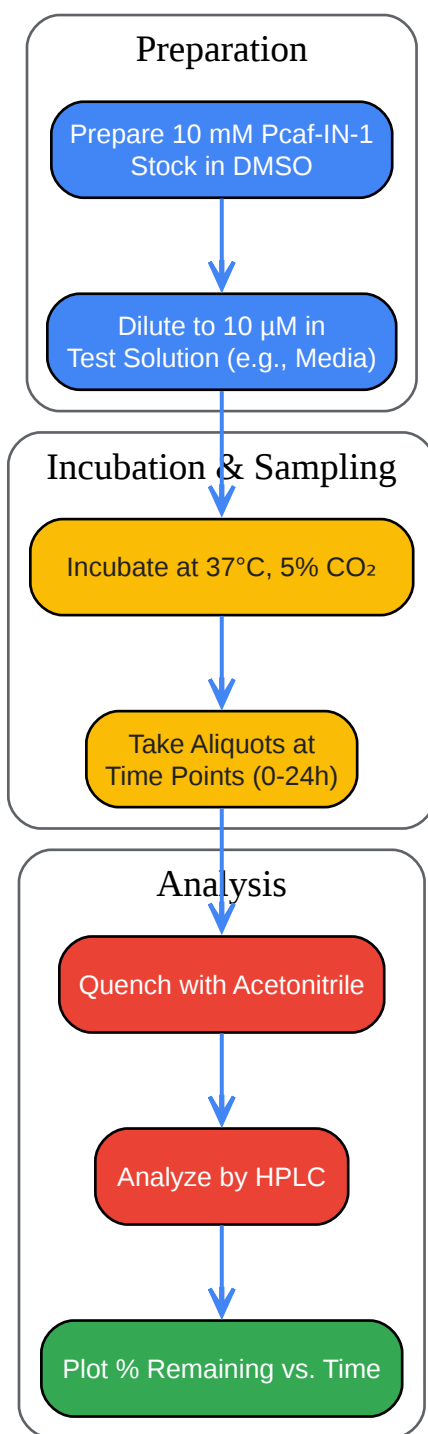 Preparation
Prepare 10 mM Pcaf-IN-1
Stock in DMSO
Dilute to 10 µM in
Test Solution (e.g., Media)
Incubation & Sampling
Incubate at 37°C, 5% CO₂
Take Aliquots at
Time Points (0-24h)
Analysis
Quench with Acetonitrile
Analyze by HPLC
Plot % Remaining vs. Time